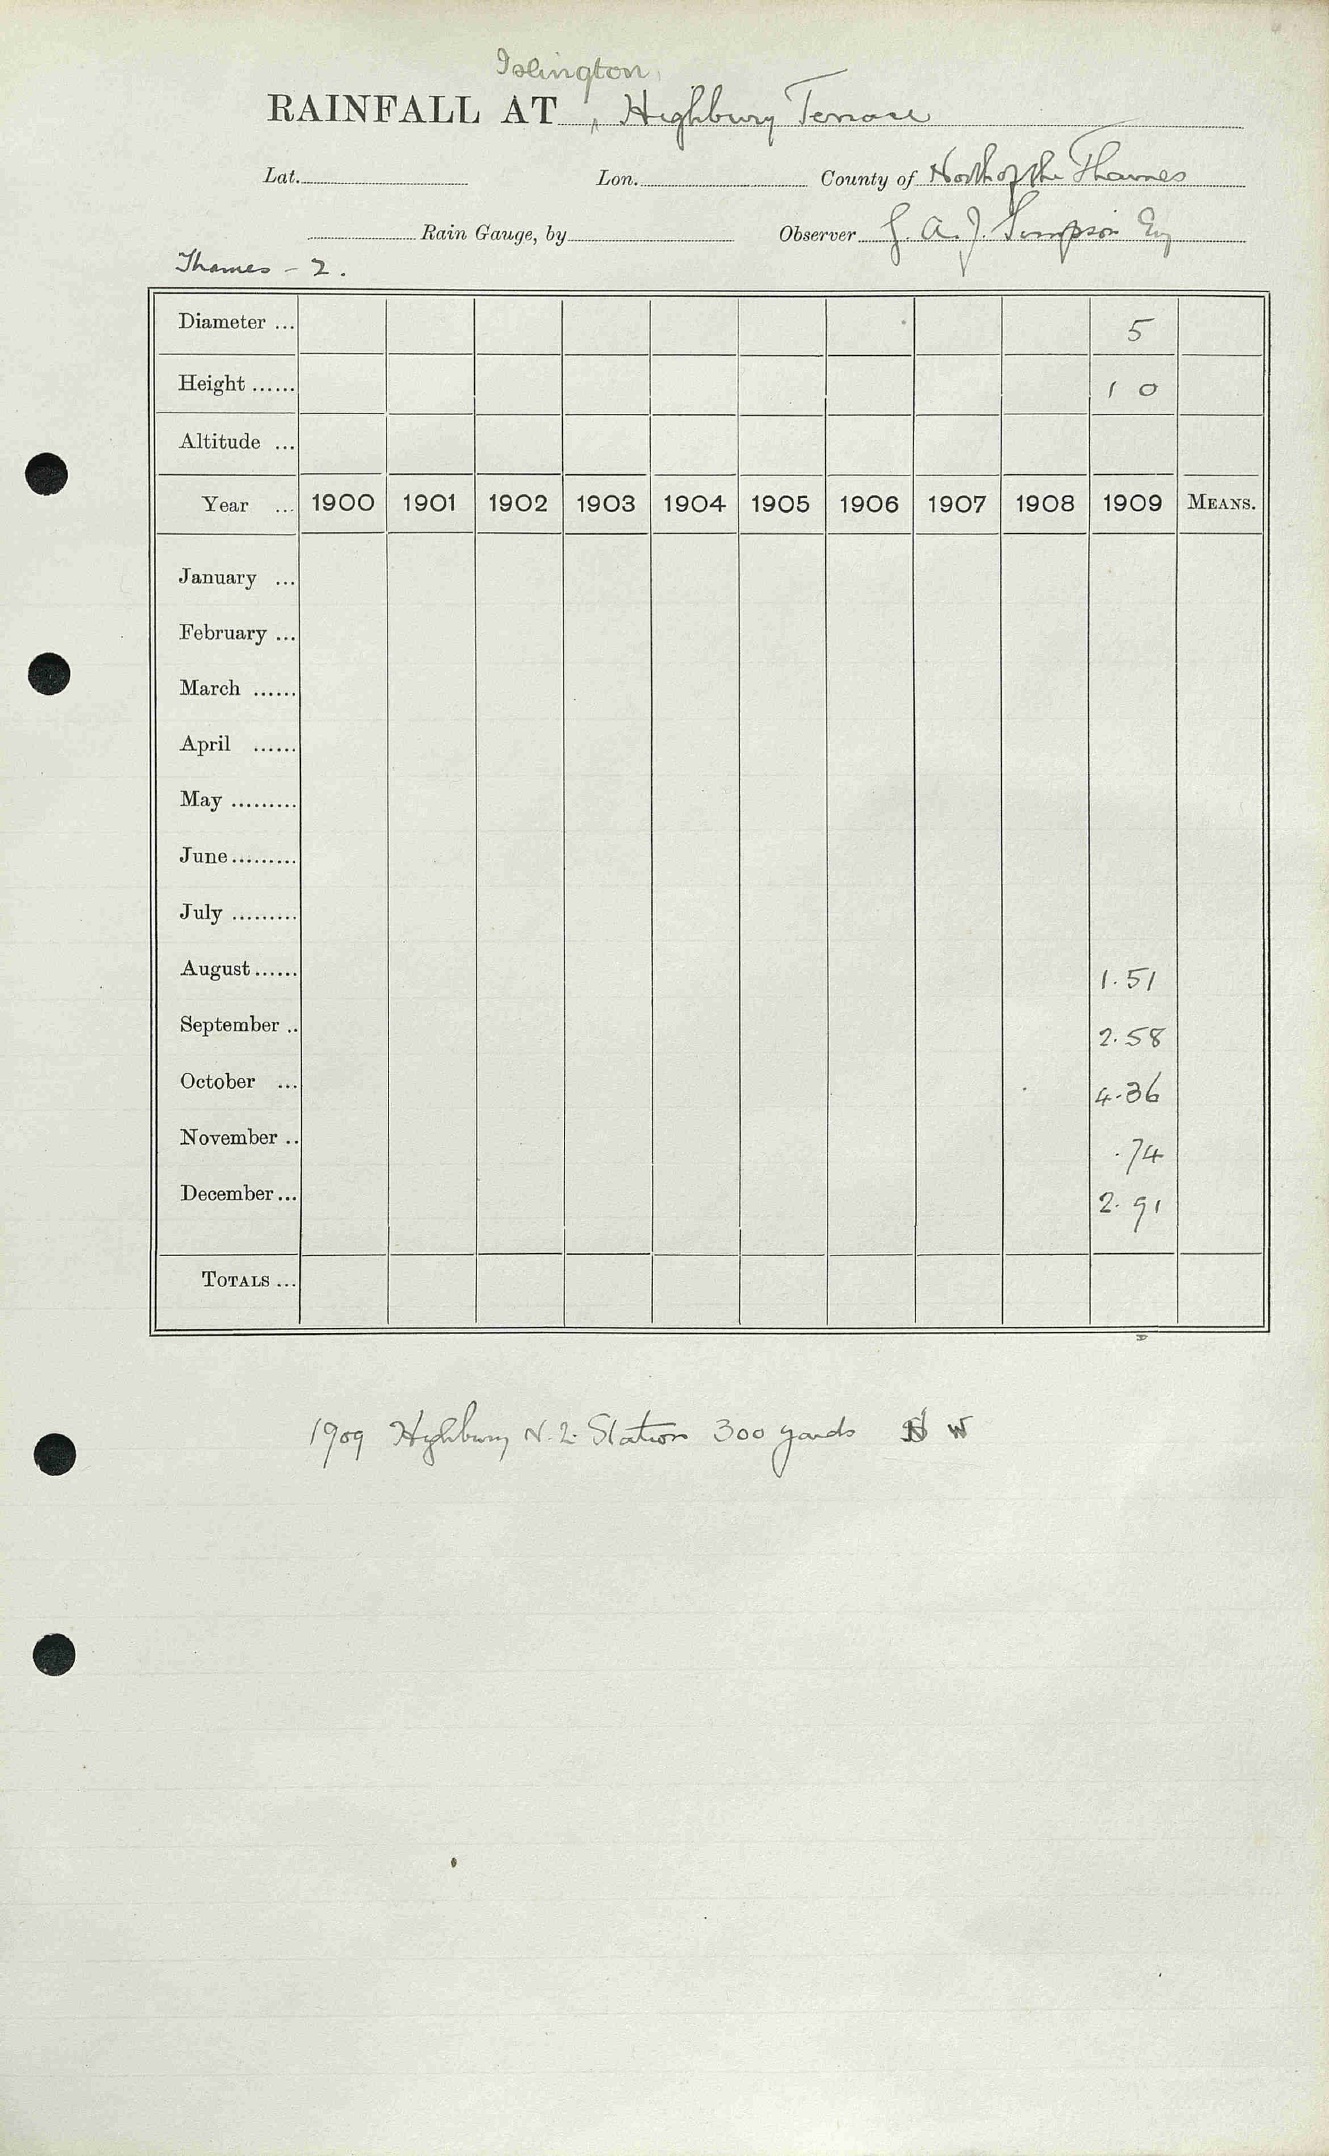 Islington,
RAINFALL AT ‸ Highbury Terrace
Lat. Lon. County of North of the Thames
Rain Gauge, by Observer G. A. J. Simpson Esq
Thames - 2.
Diameter ... 5
Height ...... 1 0
Altitude ...
Year ... 1900 1901 1902 1903 1904 1905 1906 1907 1908 1909 MEANS.
January ...
February ...
March ......
April ......
May .........
June .........
July .........
August ...... 1.51
September .. 2.58
October ... 4.36
November .. .74
December ... 2.91
TOTALS ...
1909 Highbury N. L. Station 300 yards W